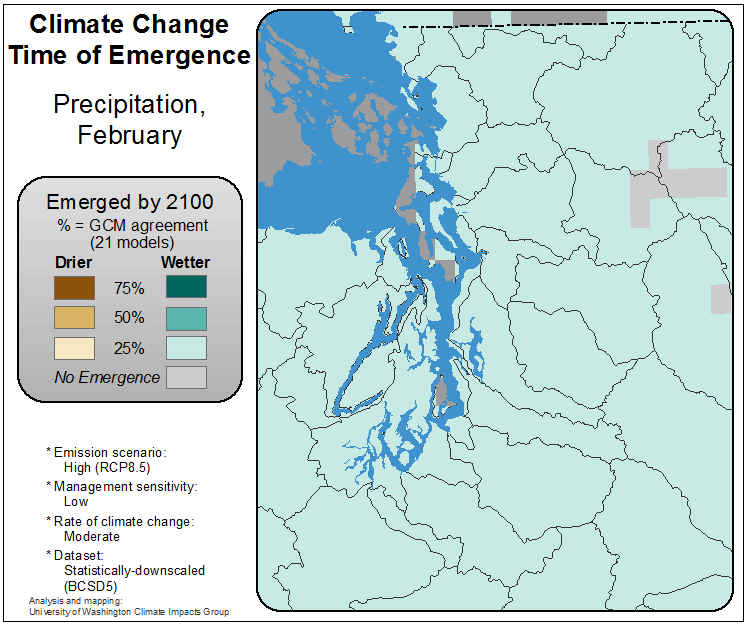 Climate Change
Time of Emergence
Precipitation,
February
Emerged by 2100
% = GCM agreement
(21 models)
Drier Wetter
75%
50%
25%
No Emergence
* Emission scenario:
High (RCP8.5)
* Management sensitivity:
Low
* Rate of climate change:
Moderate
* Dataset:
Statistically-downscaled
(BCSD5)
Analysis and mapping:
University of Washington Climate Impacts Group